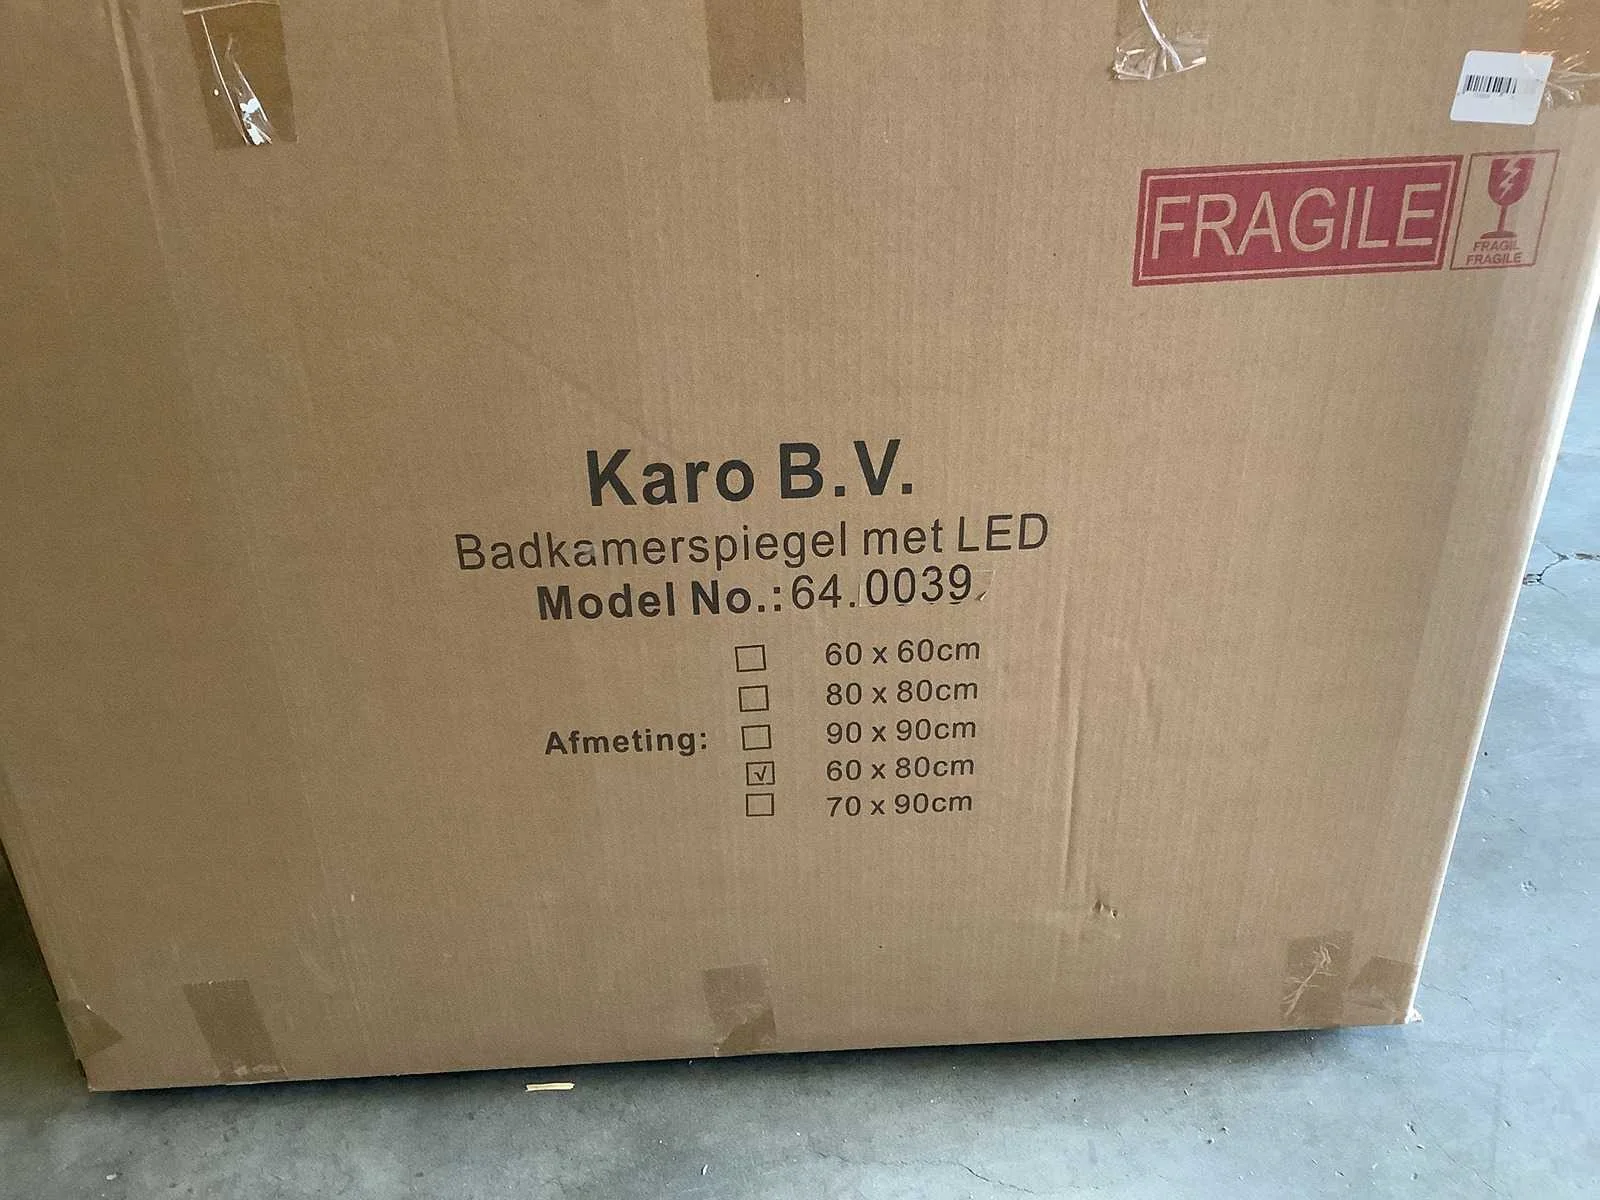 FRAGILE
FRAGIL
FRAGILE
Karo B.V.
Badkamerspiegel met LED
Model No.:64.0039
60 x 60cm
80 x 80cm
Afmeting: 90 x 90cm
√ 60 x 80cm
70 x 90cm